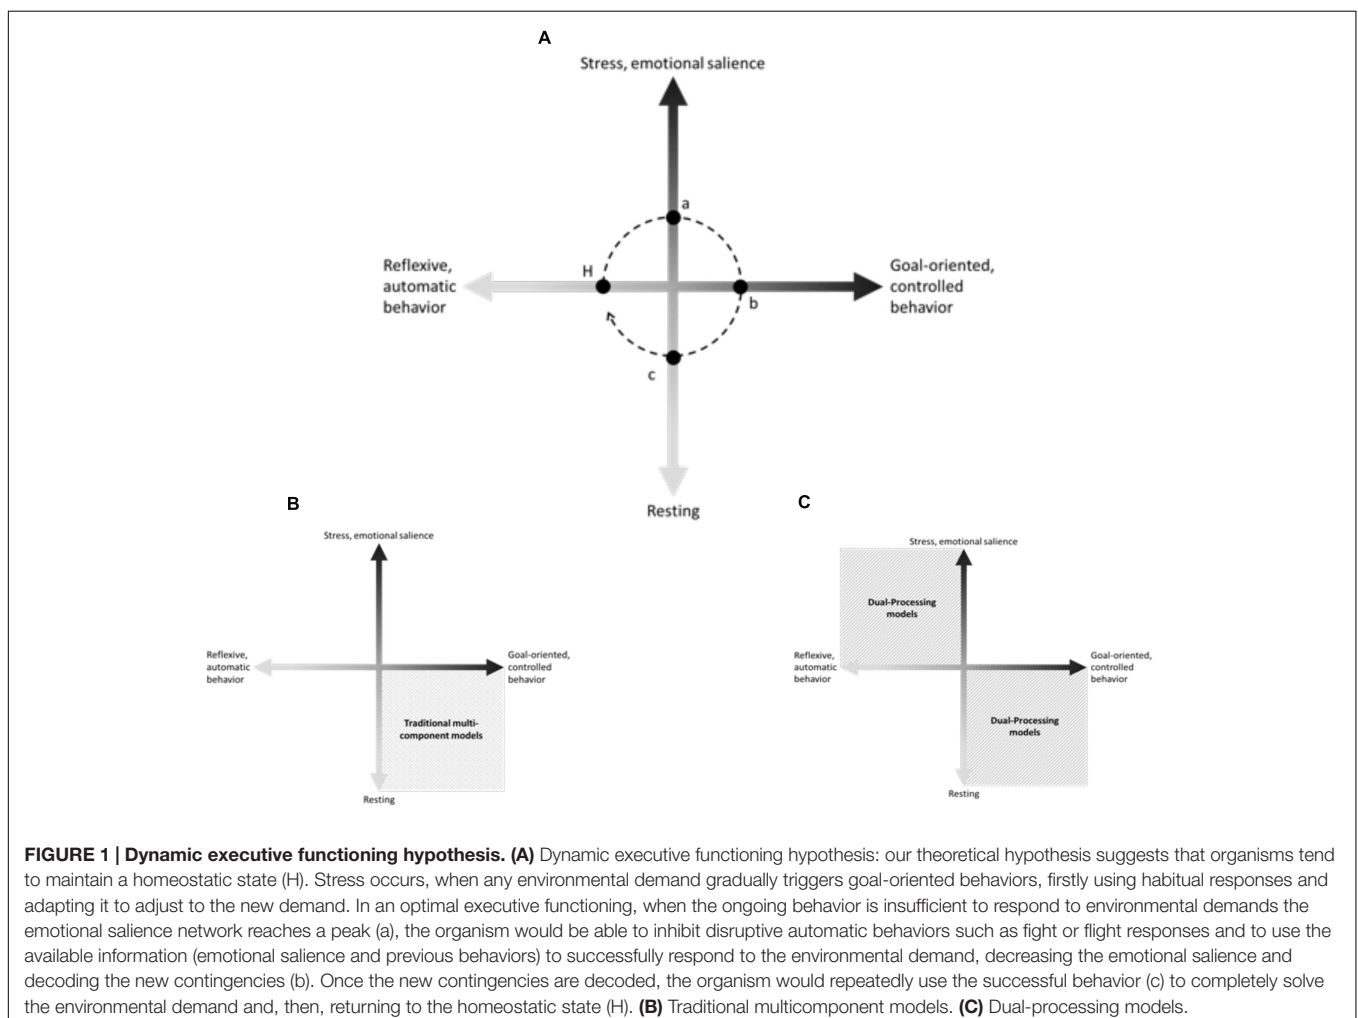 A
Stress, emotional salience
a
Reflexive,
automatic
behavior
H
Goal-oriented,
controlled
behavior
b
c
Resting
B
Stress, emotional salience
Reflexive,
automatic
behavior
Goal-oriented,
controlled
behavior
Traditional multi-
component models
Resting
C
Stress, emotional salience
Dual-Processing
models
Reflexive,
automatic
behavior
Goal-oriented,
controlled
behavior
Dual-Processing
models
Resting
FIGURE 1 | Dynamic executive functioning hypothesis. (A) Dynamic executive functioning hypothesis: our theoretical hypothesis suggests that organisms tend
to maintain a homeostatic state (H). Stress occurs, when any environmental demand gradually triggers goal-oriented behaviors, firstly using habitual responses and
adapting it to adjust to the new demand. In an optimal executive functioning, when the ongoing behavior is insufficient to respond to environmental demands the
emotional salience network reaches a peak (a), the organism would be able to inhibit disruptive automatic behaviors such as fight or flight responses and to use the
available information (emotional salience and previous behaviors) to successfully respond to the environmental demand, decreasing the emotional salience and
decoding the new contingencies (b). Once the new contingencies are decoded, the organism would repeatedly use the successful behavior (c) to completely solve
the environmental demand and, then, returning to the homeostatic state (H). (B) Traditional multicomponent models. (C) Dual-processing models.